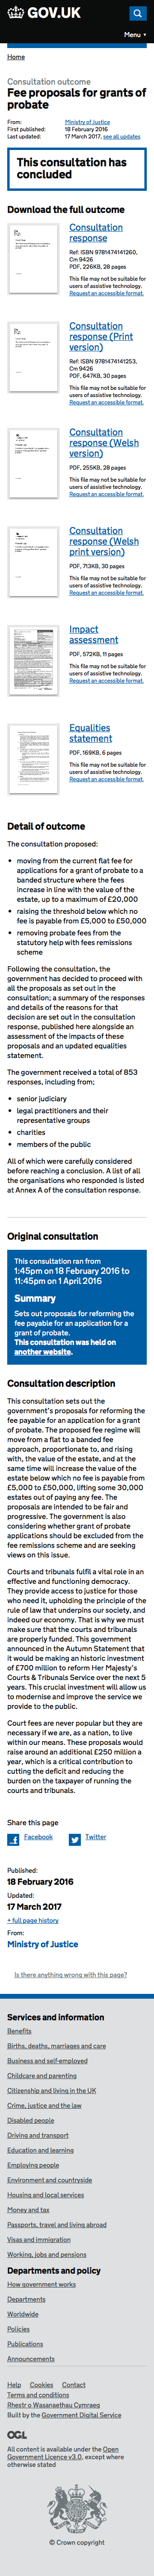 GOV.UK
Menu
Home
Consultation outcome
Fee proposals for grants of
probate
From: Ministry of Justice
First published: 18 February 2016
Last updated: 17 March 2017, see all updates
This consultation has
concluded
Download the full outcome
Consultation
response
Ref: ISBN 9781474141260,
Cm 9426
PDF, 226KB, 28 pages
This file may not be suitable for
users of assistive technology.
Request an accessible format.
Consultation
response (Print
version)
Ref: ISBN 9781474141253,
Cm 9426
PDF, 647KB, 30 pages
This file may not be suitable for
users of assistive technology.
Request an accessible format.
Consultation
response (Welsh
version)
PDF, 255KB, 28 pages
This file may not be suitable for
users of assistive technology.
Request an accessible format.
Consultation
response (Welsh
print version)
PDF, 713KB, 30 pages
This file may not be suitable for
users of assistive technology.
Request an accessible format.
Impact
assessment
PDF, 572KB, 11 pages
This file may not be suitable for
users of assistive technology.
Request an accessible format.
Equalities
statement
PDF, 169KB, 6 pages
This file may not be suitable for
users of assistive technology.
Request an accessible format.
Detail of outcome
The consultation proposed:
moving from the current flat fee for
applications for a grant of probate to a
banded structure where the fees
increase in line with the value of the
estate, up to a maximum of £20,000
raising the threshold below which no
fee is payable from £5,000 to £50,000
removing probate fees from the
statutory help with fees remissions
scheme
Following the consultation, the
government has decided to proceed with
all the proposals as set out in the
consultation; a summary of the responses
and details of the reasons for the
decision are set out in the consultation
response, published here alongside an
assessment of the impacts of these
proposals and an updated equalities
statement.
The government received a total of 853
responses, including from;
senior judiciary
legal practitioners and their
representative groups
charities
members of the public
All of which were carefully considered
before reaching a conclusion. A list of all
the organisations who responded is listed
at Annex A of the consultation response.
Original consultation
This consultation ran from
1:45pm on 18 February 2016 to
11:45pm on 1 April 2016
Summary
Sets out proposals for reforming the
fee payable for an application for a
grant of probate.
This consultation was held on
another website.
Consultation description
This consultation sets out the
government's proposals for reforming the
fee payable for an application for a grant
of probate. The proposed fee regime will
move from a flat fee to a banded fee
approach, proportionate to, and rising
with, the value of the estate, and at the
same time will increase the value of the
estate below which no fee is payable from
£5,000 to £50,000, lifting some 30,000
estates out of paying any fee. The
proposals are intended to be fair and
progressive. The government is also
considering whether grant of probate
applications should be excluded from the
fee remissions scheme and are seeking
views on this issue.
Courts and tribunals fulfil a vital role in an
effective and functioning democracy.
They provide access to justice for those
who need it, upholding the principle of the
rule of law that underpins our society, and
indeed our economy. That is why we must
make sure that they are properly and
sustainably funded. This government
announced in the Autumn Statement that
it would be making an historic investment
of £700 million to reform Her Majesty's
Courts & Tribunals Service over the next 5
years. This crucial investment will allow us
to modernise and improve the service we
provide to the public.
Court fees are never popular but they are
necessary if we are, as a nation, to live
within our means. These proposals would
raise around an additional £250 million a
year, which is a critical contribution to
cutting the deficit and reducing the
burden on the taxpayer of running the
courts and tribunals.
Share this page
Facebook Twitter
Published:
18 February 2016
Updated:
17 March 2017
+ full page history
From:
Ministry of Justice
Is there anything wrong with this page?
Services and information
Benefits
Births, deaths, marriages and care
Business and self-employed
Childcare and parenting
Citizenship and living in the UK
Crime, justice and the law
Disabled people
Driving and transport
Education and learning
Employing people
Environment and countryside
Housing and local services
Money and tax
Passports, travel and living abroad
Visas and immigration
Working, jobs and pensions
Departments and policy
How government works
Departments
Worldwide
Policies
Publications
Announcements
Help Cookies Contact
Terms and conditions
Rhestr o Wasanaethau Cymraeg
Built by the Government Digital Service
OGL
All content is available under the Open
Government Licence v3.0, except where
otherwise stated
© Crown copyright